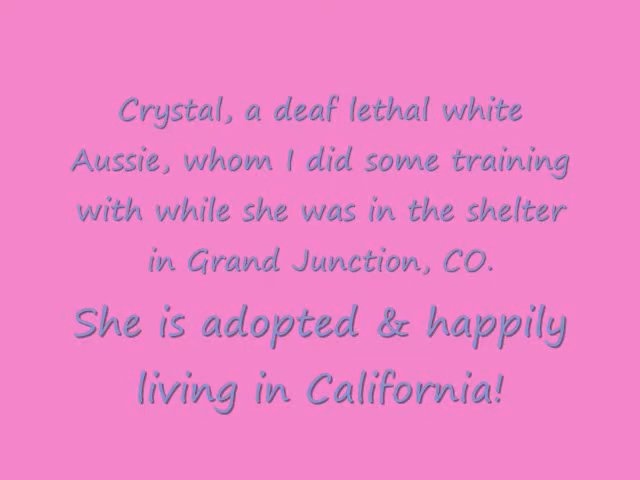 Crystal, a deaf lethal white
Aussie, whom I did some training
with while she was in the shelter
in Grand Junction, CO.
She is adopted & happily
living in California!